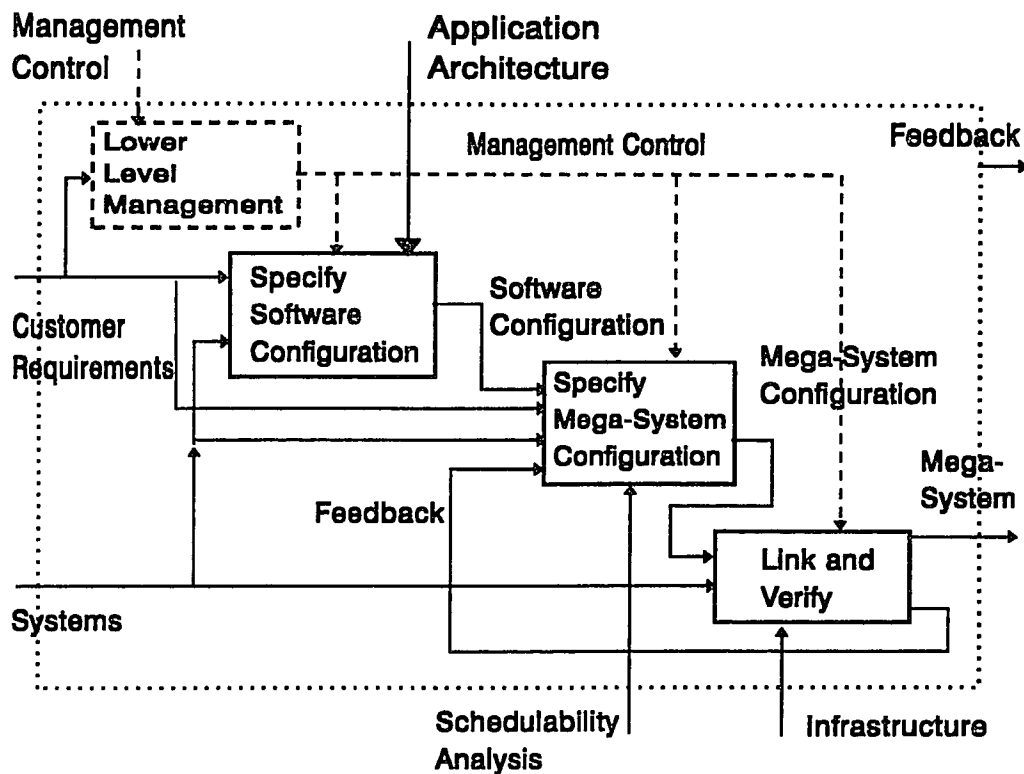 Management
Control
Application
Architecture
Lower
Level
Management
Management Control
Feedback
Specify
Software
Configuration
Software
Configuration
Customer
Requirements
Specify
Mega-System
Configuration
Mega-System
Configuration
Mega-
System
Feedback
Link and
Verify
Systems
Schedulability
Analysis
Infrastructure